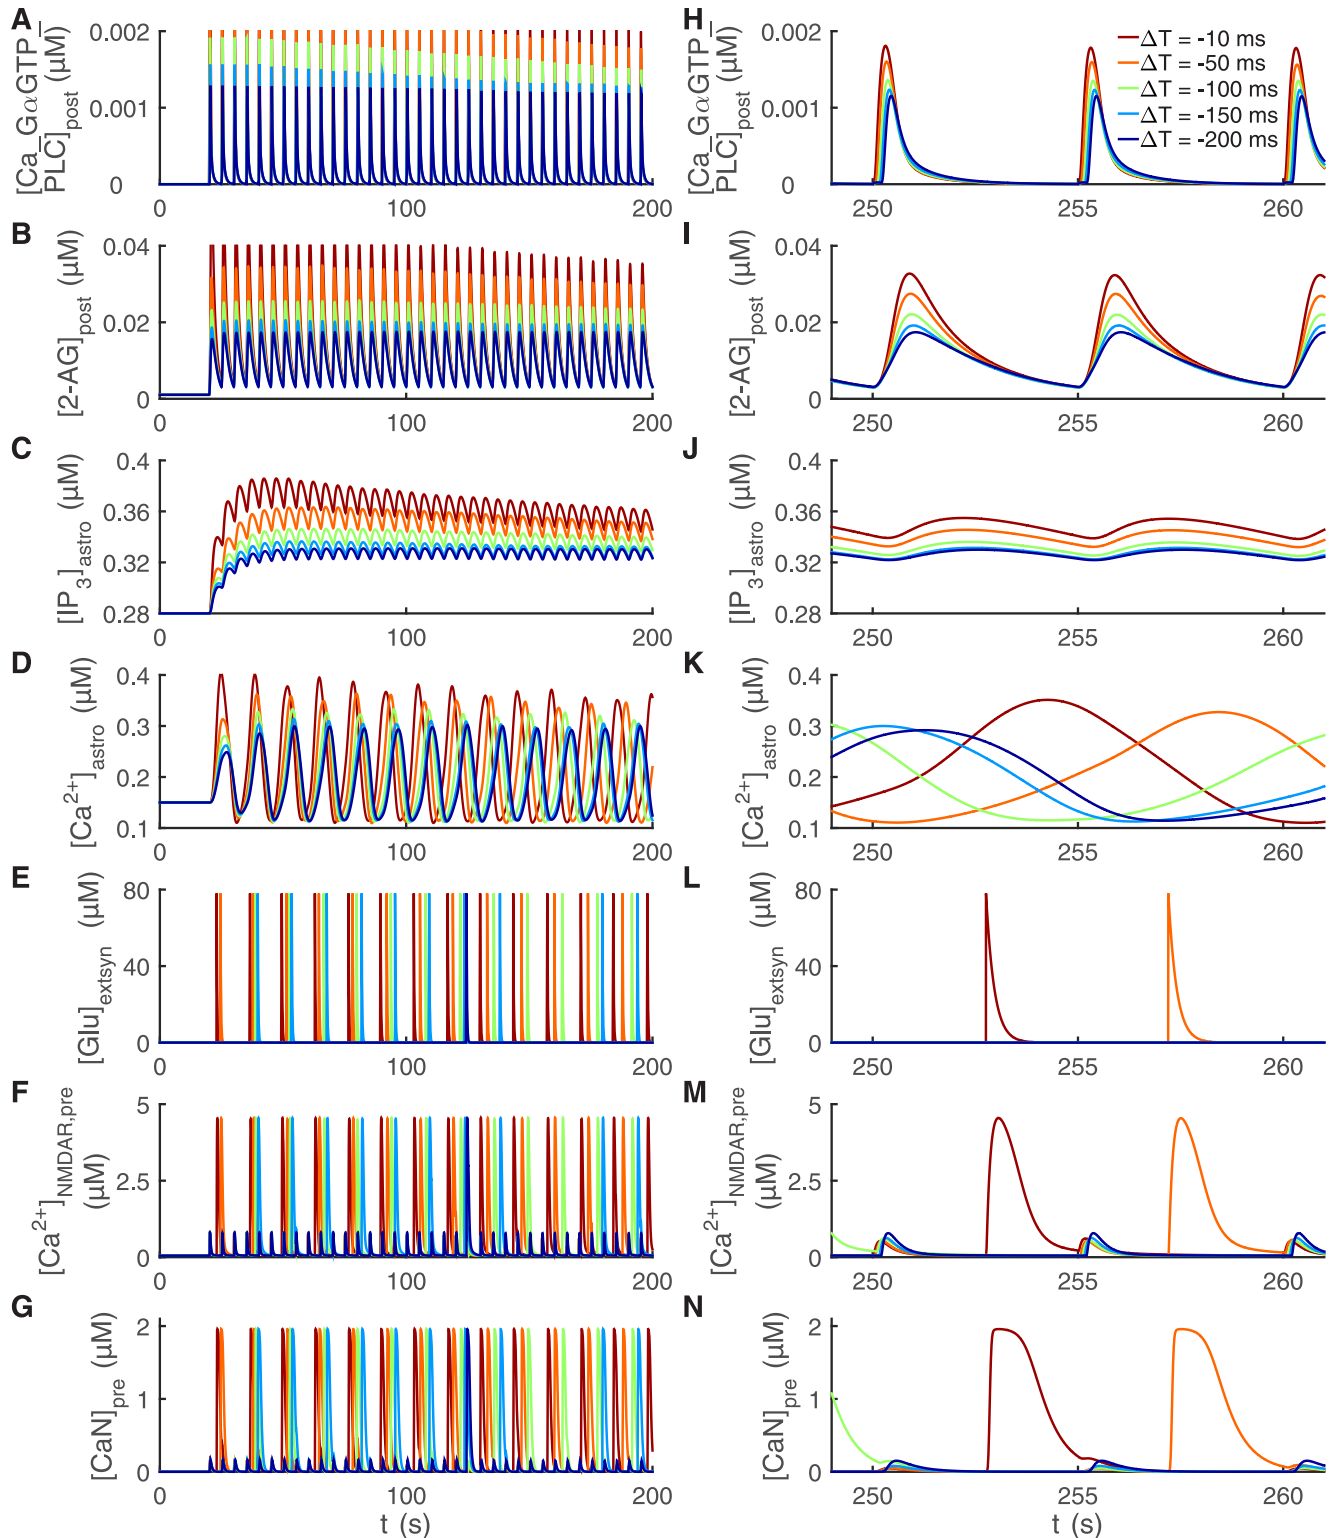 A
[Ca_GαGTP_
PLC]post (μM)
0.002
0.001
0
0
100
200
B
[2-AG]post (μM)
0.04
0.02
0
0
100
200
C
[IP3]astro (μM)
0.4
0.36
0.32
0.28
0
100
200
D
[Ca2+]astro (μM)
0.4
0.3
0.2
0.1
0
100
200
E
[Glu]extsyn (μM)
80
40
0
0
100
200
F
[Ca2+]NMDAR,pre
(μM)
5
2.5
0
0
100
200
G
[CaN]pre (μM)
2
1
0
0
100
200
t (s)
H
[Ca_GαGTP_
PLC]post (μM)
0.002
0.001
0
250
255
260
ΔT = -10 ms
ΔT = -50 ms
ΔT = -100 ms
ΔT = -150 ms
ΔT = -200 ms
I
[2-AG]post (μM)
0.04
0.02
0
250
255
260
J
[IP3]astro (μM)
0.4
0.36
0.32
0.28
250
255
260
K
[Ca2+]astro (μM)
0.4
0.3
0.2
0.1
250
255
260
L
[Glu]extsyn (μM)
80
40
0
250
255
260
M
[Ca2+]NMDAR,pre
(μM)
5
2.5
0
250
255
260
N
[CaN]pre (μM)
2
1
0
250
255
260
t (s)